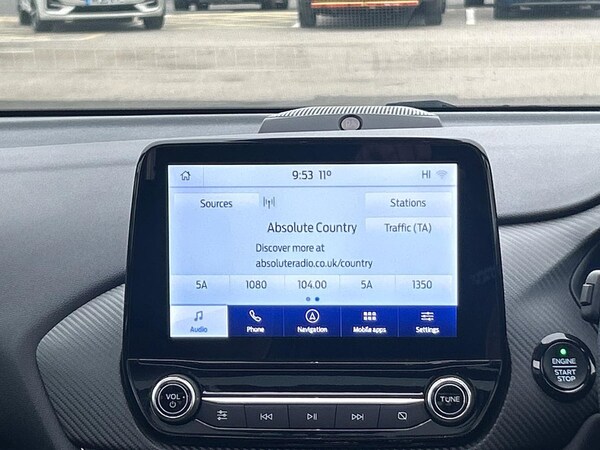 9:53 11° HI
Sources Stations
Absolute Country Traffic (TA)
Discover more at
absoluteradio.co.uk/country
5A 1080 104.00 5A 1350
Audio Phone Navigation Mobile apps Settings
VOL TUNE
ENGINE
START
STOP